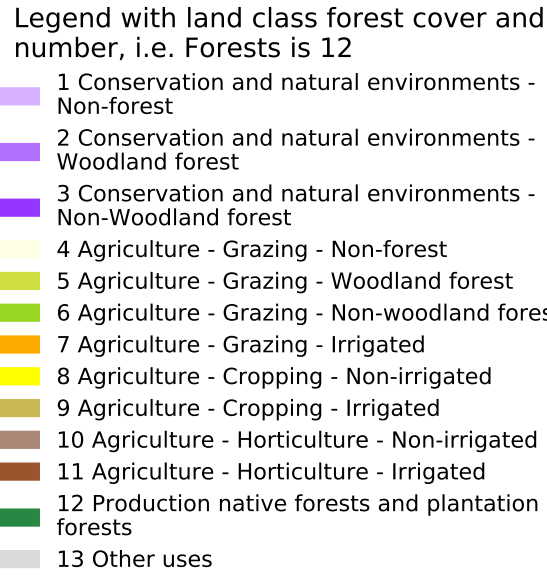 Legend with land class forest cover and
number, i.e. Forests is 12
1 Conservation and natural environments -
Non-forest
2 Conservation and natural environments -
Woodland forest
3 Conservation and natural environments -
Non-Woodland forest
4 Agriculture - Grazing - Non-forest
5 Agriculture - Grazing - Woodland forest
6 Agriculture - Grazing - Non-woodland fores
7 Agriculture - Grazing - Irrigated
8 Agriculture - Cropping - Non-irrigated
9 Agriculture - Cropping - Irrigated
10 Agriculture - Horticulture - Non-irrigated
11 Agriculture - Horticulture - Irrigated
12 Production native forests and plantation
forests
13 Other uses